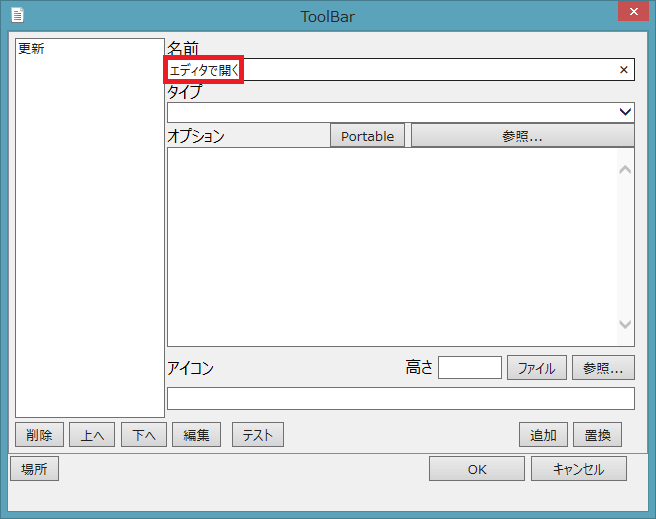 ToolBar
更新
名前
エディタで開く
タイプ
オプション
Portable
参照...
アイコン
高さ
ファイル
参照...
削除
上へ
下へ
編集
テスト
追加
置換
場所
OK
キャンセル